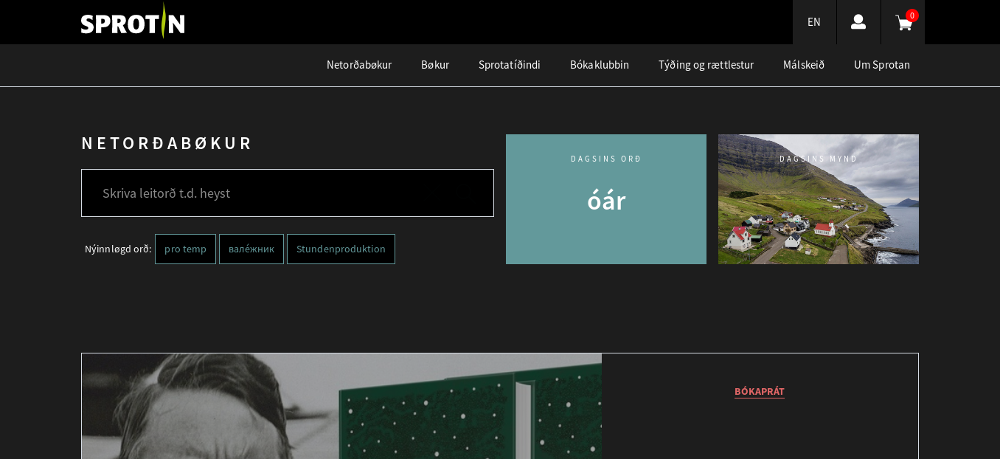 SPROTIN
EN
0
Netorðabøkur Bøkur Sprotatíðindi Bókaklubbin Týðing og rættlestur Málskeið Um Sprotan
NETORÐABØKUR
Skriva leitorð t.d. heyst
Nýinnløgd orð: pro temp валéжник Stundenproduktion
DAGSINS ORÐ
óár
DAGSINS MYND
BÓKAPRÁT